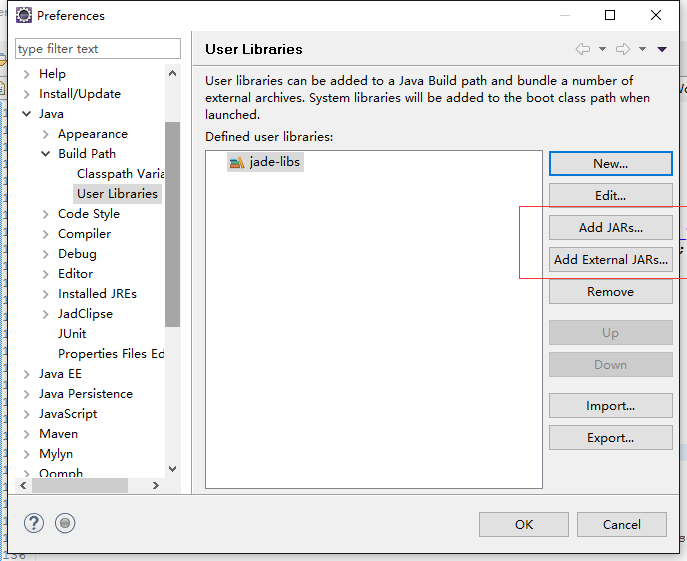 Preferences
type filter text
User Libraries
Help
Install/Update
Java
Appearance
Build Path
Classpath Varia
User Libraries
Code Style
Compiler
Debug
Editor
Installed JREs
JadClipse
JUnit
Properties Files Ed
Java EE
Java Persistence
JavaScript
Maven
Mylyn
Oomph
User libraries can be added to a Java Build path and bundle a number of
external archives. System libraries will be added to the boot class path when
launched.
Defined user libraries:
jade-libs
New...
Edit...
Add JARs...
Add External JARs...
Remove
Up
Down
Import...
Export...
OK
Cancel
136